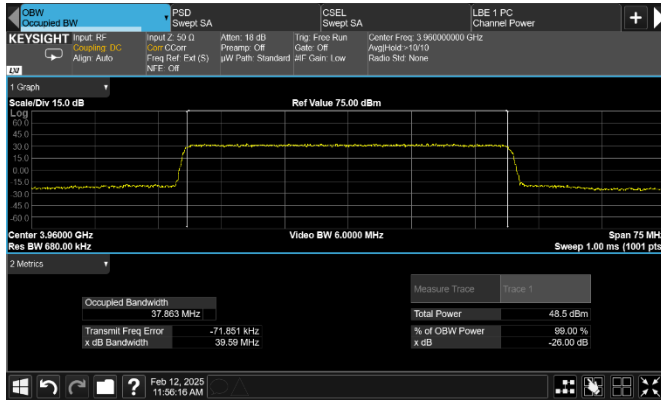 OBW
Occupied BW
PSD
Swept SA
CSEL
Swept SA
LBE 1 PC
Channel Power
KEYSIGHT
Input: RF
Coupling: DC
Align: Auto
Input Z: 50 Ω
Corr CCorr
Freq Ref: Ext (S)
NFE: Off
Atten: 18 dB
Preamp: Off
µW Path: Standard
Trig: Free Run
Gate: Off
#IF Gain: Low
Center Freq: 3.960000000 GHz
Avg|Hold:>10/10
Radio Std: None
LXI
1 Graph
Scale/Div 15.0 dB
Ref Value 75.00 dBm
Log
60.0
45.0
30.0
15.0
0.00
-15.0
-30.0
-45.0
-60.0
Center 3.96000 GHz
Video BW 6.0000 MHz
Span 75 MHz
Res BW 680.00 kHz
Sweep 1.00 ms (1001 pts
2 Metrics
Measure Trace
Trace 1
Occupied Bandwidth
37.863 MHz
Total Power
48.5 dBm
Transmit Freq Error
-71.851 kHz
% of OBW Power
99.00 %
x dB Bandwidth
39.59 MHz
x dB
-26.00 dB
?
Feb 12, 2025
11:56:16 AM